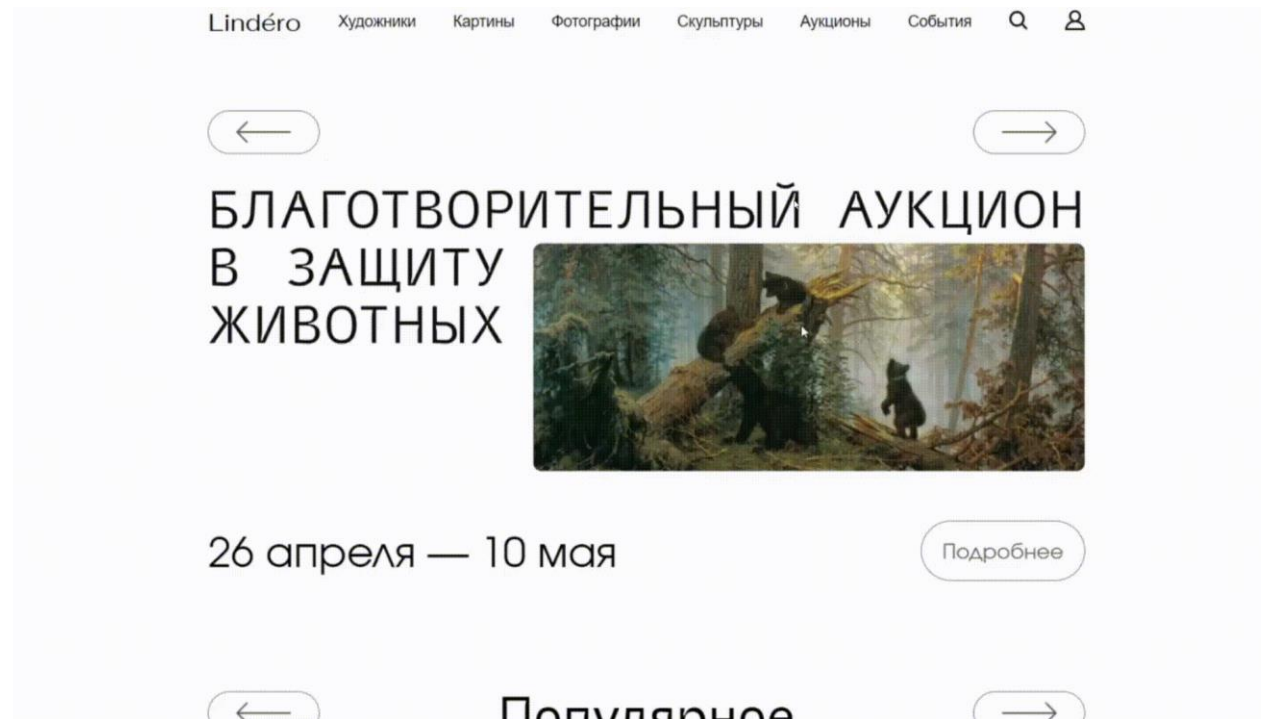 Lindéro Художники Картины Фотографии Скульптуры Аукционы События
БЛАГОТВОРИТЕЛЬНЫЙ АУКЦИОН
В ЗАЩИТУ
ЖИВОТНЫХ
26 апреля — 10 мая
Подробнее
Популярное